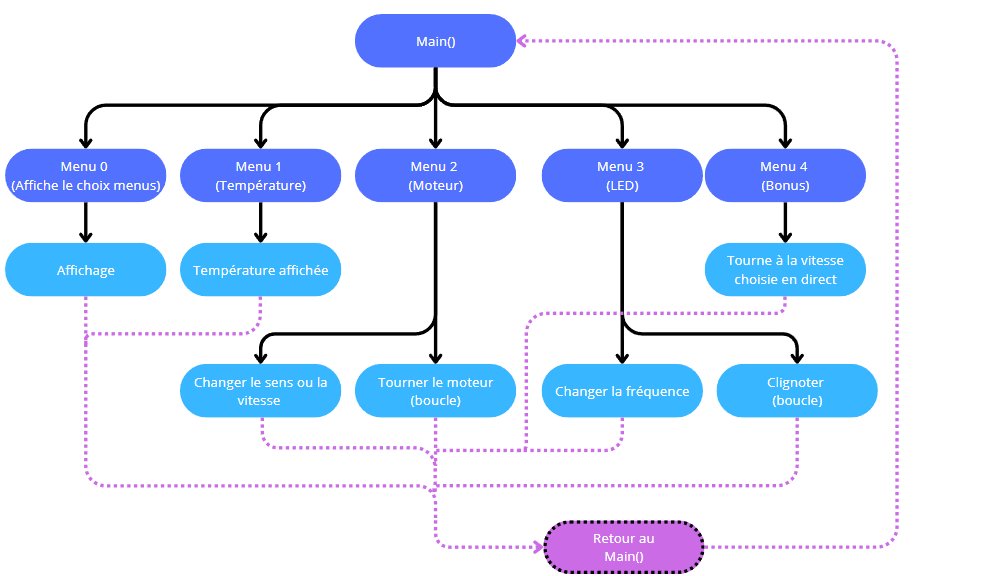 Main()
Menu 0
(Affiche le choix menus)
Menu 1
(Température)
Menu 2
(Moteur)
Menu 3
(LED)
Menu 4
(Bonus)
Affichage
Température affichée
Tourne à la vitesse
choisie en direct
Changer le sens ou la
vitesse
Tourner le moteur
(boucle)
Changer la fréquence
Clignoter
(boucle)
Retour au
Main()